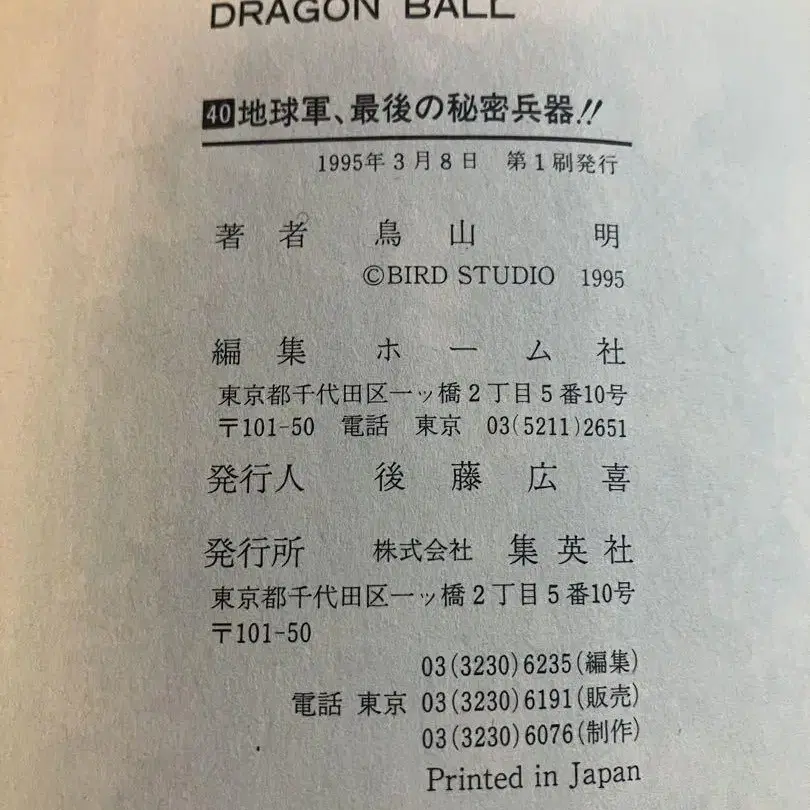 DRAGON BALL
40 地球軍、最後の秘密兵器!!
1995年3月8日 第1刷発行
著者 鳥山 明
©BIRD STUDIO 1995
編集 ホーム社
東京都千代田区一ッ橋2丁目5番10号
〒101-50 電話 東京 03(5211)2651
発行人 後藤広喜
発行所 株式会社 集英社
東京都千代田区一ッ橋2丁目5番10号
〒101-50
03(3230)6235(編集)
電話 東京 03(3230)6191(販売)
03(3230)6076(制作)
Printed in Japan